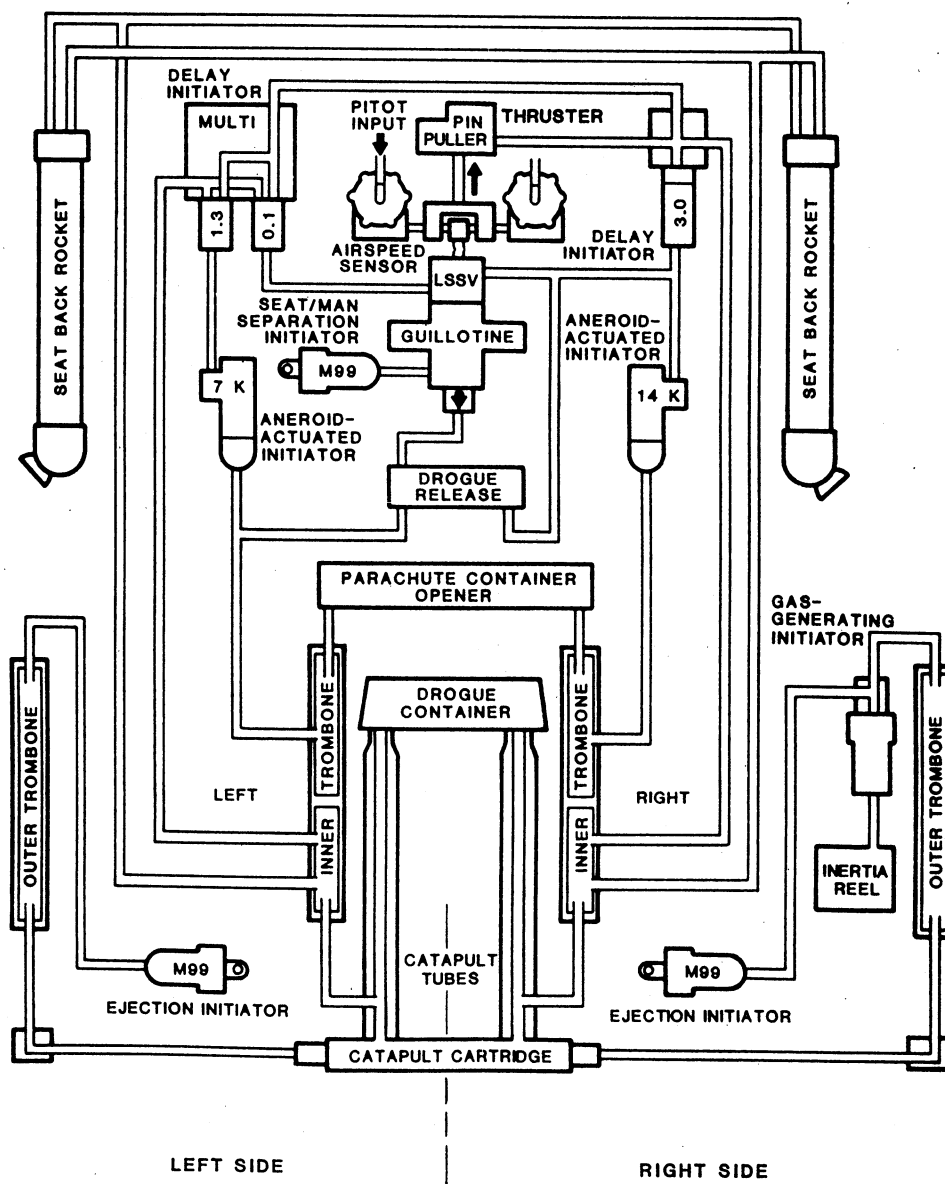 DELAY
INITIATOR
MULTI
PITOT
INPUT
PIN
PULLER
THRUSTER
1.3
0.1
3.0
AIRSPEED
SENSOR
DELAY
INITIATOR
LSSV
SEAT/MAN
SEPARATION
INITIATOR
GUILLOTINE
ANEROID-
ACTUATED
INITIATOR
M99
7 K
14 K
ANEROID-
ACTUATED
INITIATOR
SEAT BACK ROCKET
SEAT BACK ROCKET
DROGUE
RELEASE
PARACHUTE CONTAINER
OPENER
GAS-
GENERATING
INITIATOR
DROGUE
CONTAINER
TROMBONE
TROMBONE
LEFT
RIGHT
INNER
INNER
OUTER TROMBONE
OUTER TROMBONE
INERTIA
REEL
CATAPULT
TUBES
M99
M99
EJECTION INITIATOR
EJECTION INITIATOR
CATAPULT CARTRIDGE
LEFT SIDE
RIGHT SIDE